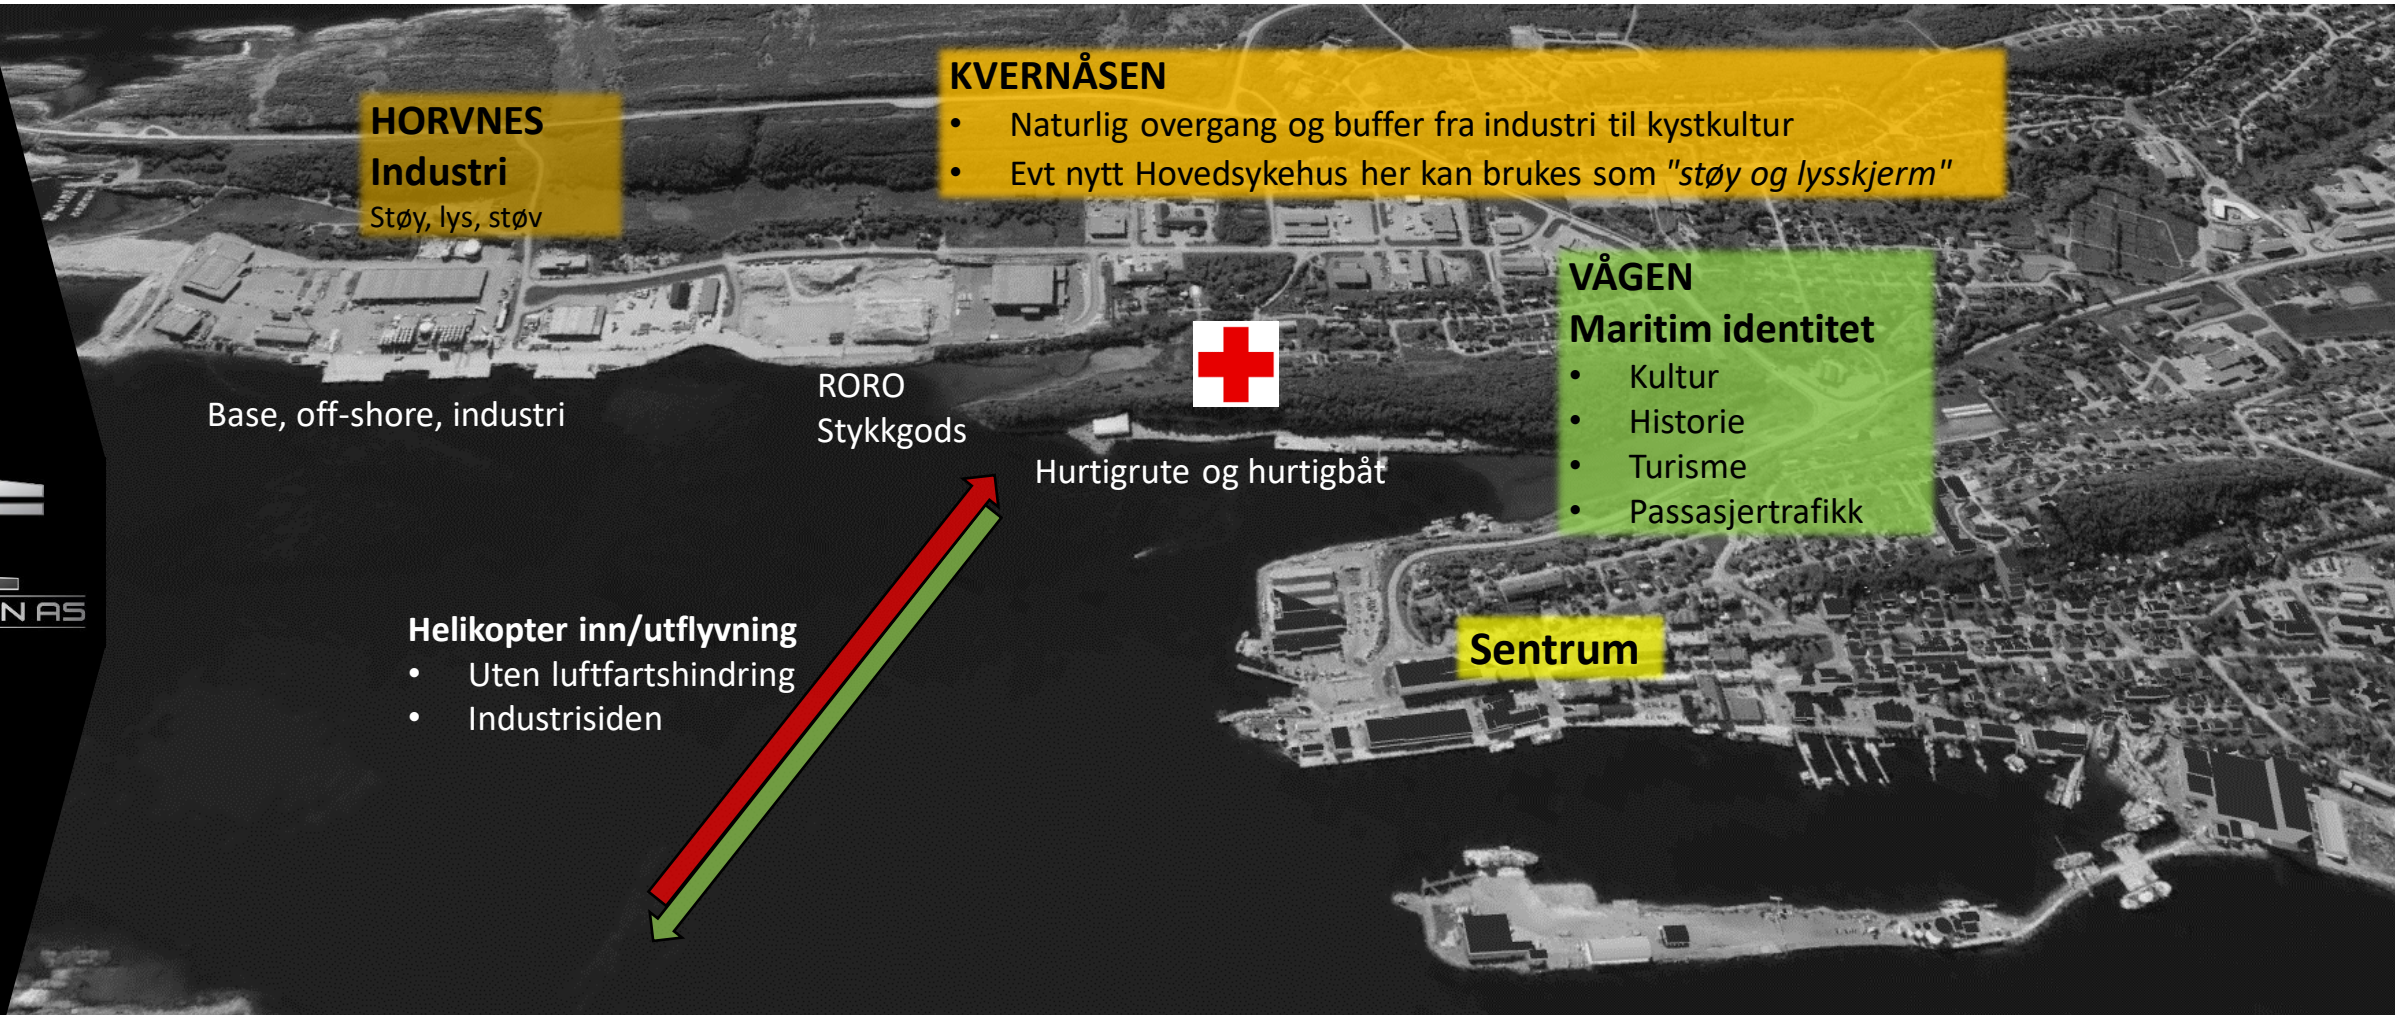 KVERNÅSEN
• Naturlig overgang og buffer fra industri til kystkultur
• Evt nytt Hovedsykehus her kan brukes som "støy og lysskjerm"
HORVNES
Industri
Støy, lys, støv
VÅGEN
Maritim identitet
• Kultur
• Historie
• Turisme
• Passasjertrafikk
Base, off-shore, industri
RORO
Stykkgods
Hurtigrute og hurtigbåt
Helikopter inn/utflyvning
• Uten luftfartshindring
• Industrisiden
Sentrum
N AS